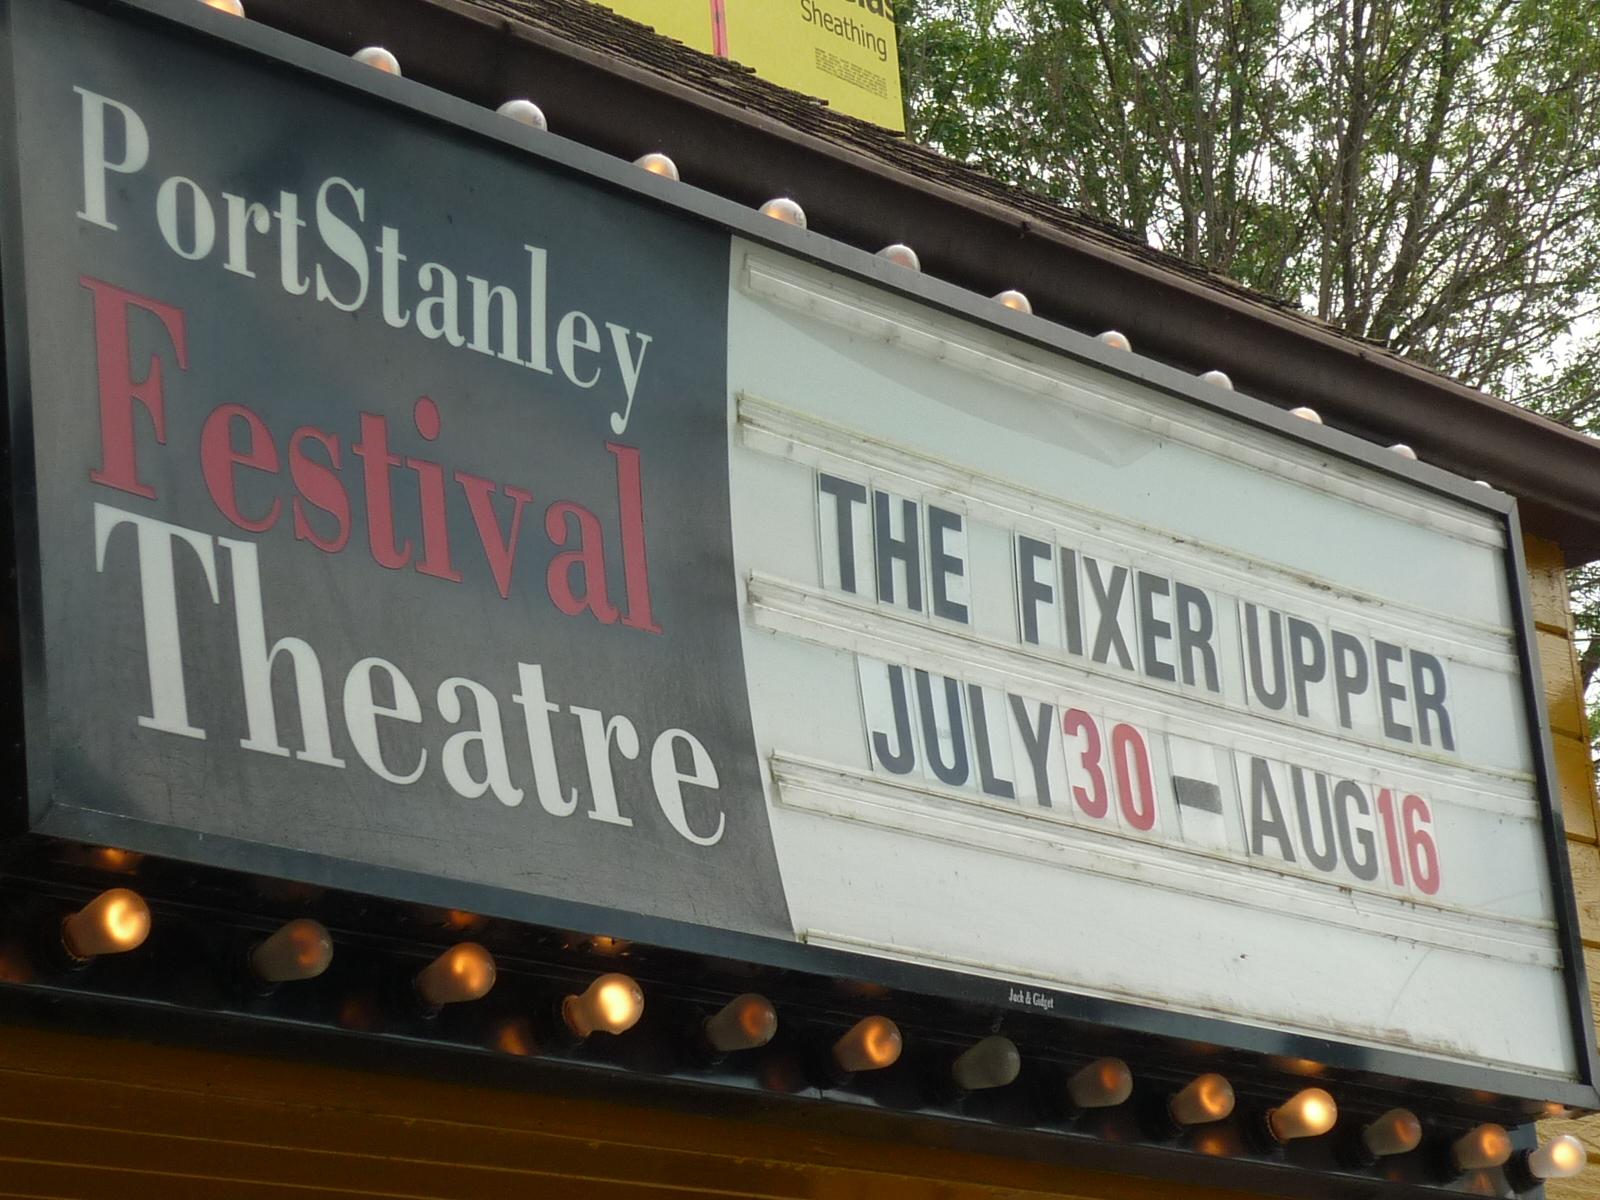 Sheathing
PortStanley
Festival
Theatre
THE FIXER UPPER
JULY30 - AUG16
Jack & Gidget